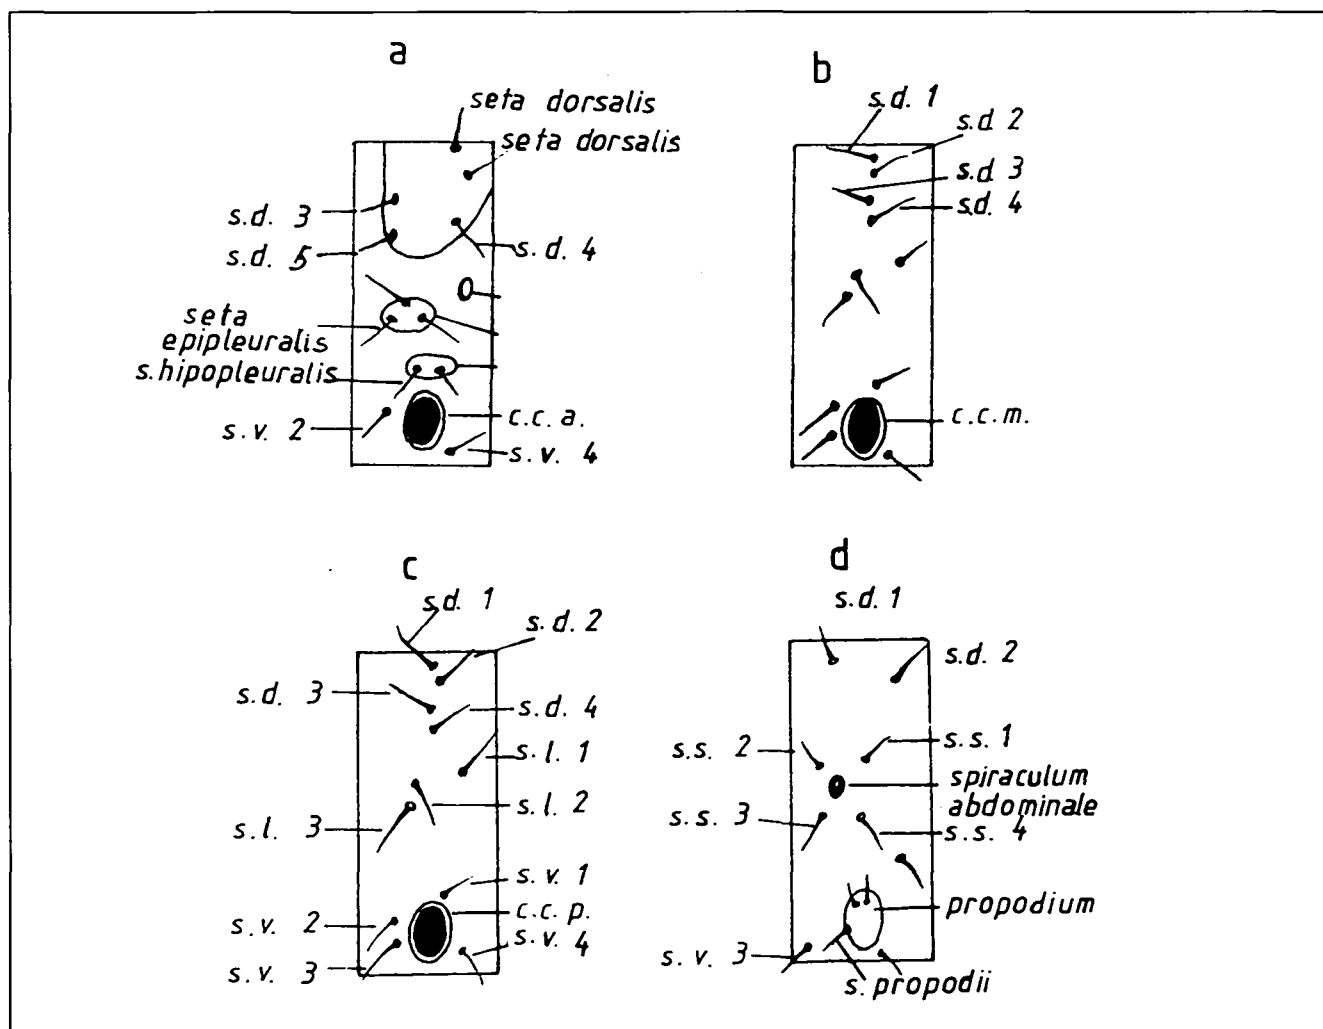 a
seta dorsalis
seta dorsalis
s.d. 3
s.d. 5
s.d. 4
seta
epipleuralis
s.hipopleuralis
s.v. 2
c.c.a.
s.v. 4
b
s.d. 1
s.d. 2
s.d. 3
s.d. 4
c.c.m.
c
s.d. 1
s.d. 2
s.d. 3
s.d. 4
s.l. 1
s.l. 2
s.l. 3
s.v. 1
c.c.p.
s.v. 2
s.v. 4
s.v. 3
d
s.d. 1
s.d. 2
s.s. 2
s.s. 1
spiraculum
abdominale
s.s. 3
s.s. 4
propodium
s.v. 3
s.propodii